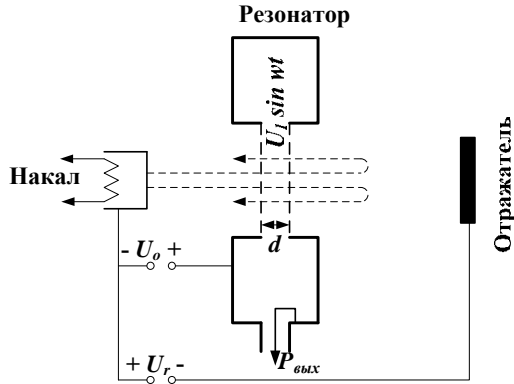 Резонатор
U₁ sin wt
Накал
Отражатель
d
- Uₒ +
Pвых
+ Uᵣ -